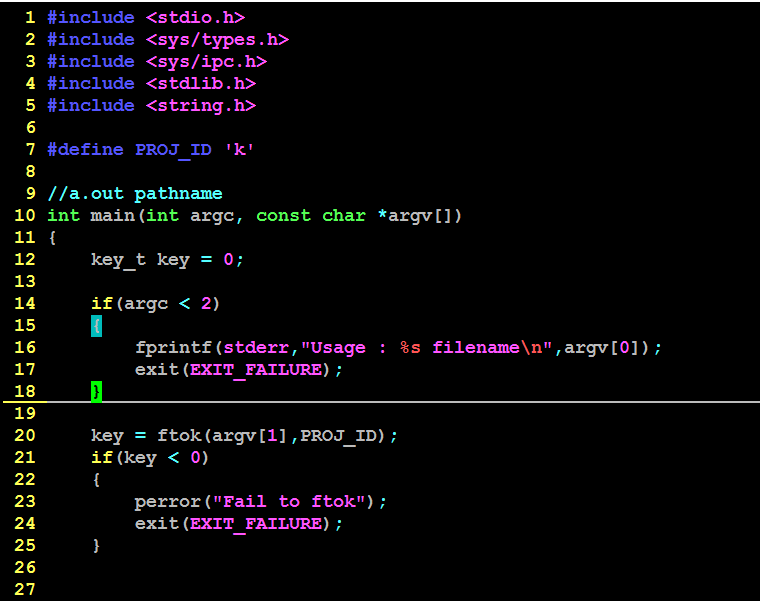 1 #include <stdio.h>
2 #include <sys/types.h>
3 #include <sys/ipc.h>
4 #include <stdlib.h>
5 #include <string.h>
6
7 #define PROJ_ID 'k'
8
9 //a.out pathname
10 int main(int argc, const char *argv[])
11 {
12     key_t key = 0;
13
14     if(argc < 2)
15     {
16         fprintf(stderr,"Usage : %s filename\n",argv[0]);
17         exit(EXIT_FAILURE);
18     }
19
20     key = ftok(argv[1],PROJ_ID);
21     if(key < 0)
22     {
23         perror("Fail to ftok");
24         exit(EXIT_FAILURE);
25     }
26
27